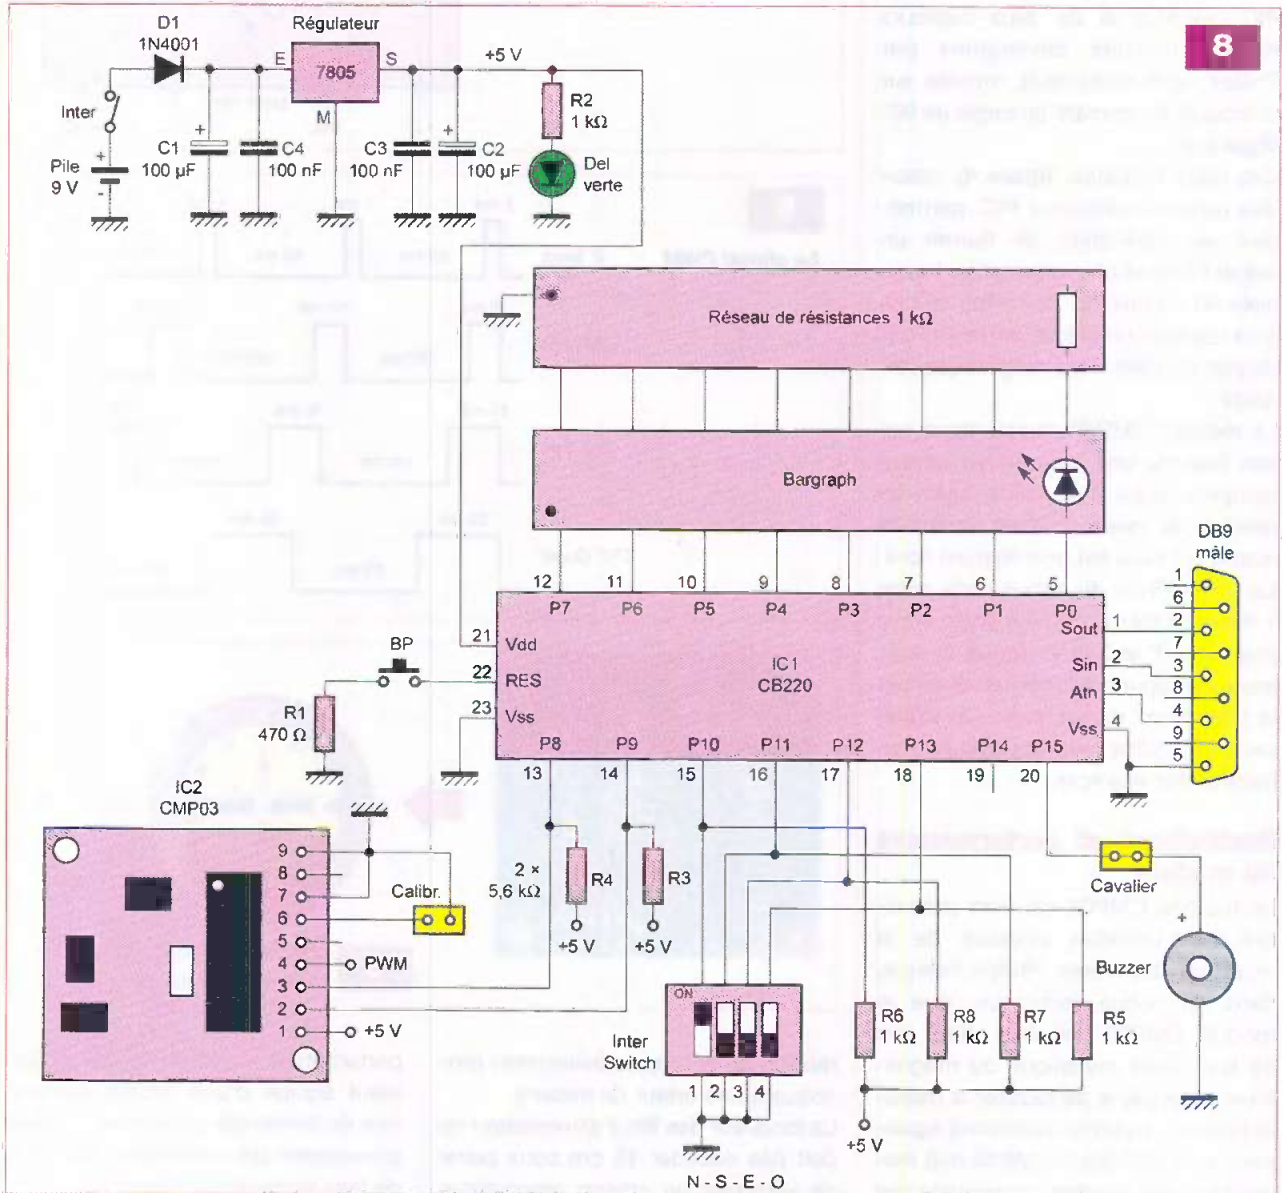 8
D1
1N4001
Régulateur
E
7805
S
M
+5 V
Inter
R2
1 kΩ
+
C1
100 µF
C4
100 nF
C3
100 nF
+
C2
100 µF
Pile
9 V
+
-
Del
verte
Réseau de résistances 1 kΩ
Bargraph
DB9
mâle
12 11 10 9 8 7 6 5
P7 P6 P5 P4 P3 P2 P1 P0
21 Vdd
22 RES
23 Vss
IC1
CB220
Sout 1
Sin 2
Atn 3
Vss 4
1
6
2
7
3
8
4
9
5
BP
R1
470 Ω
P8 P9 P10 P11 P12 P13 P14 P15
13 14 15 16 17 18 19 20
IC2
CMP03
9
8
7
6
5
4
3
2
1
PWM
+5 V
Calibr.
2 ×
5,6 kΩ
R4
R3
+5 V
+5 V
Cavalier
+
Buzzer
ON
Inter
Switch
1 2 3 4
N - S - E - O
R6
1 kΩ
R8
1 kΩ
R7
1 kΩ
R5
1 kΩ
+5 V